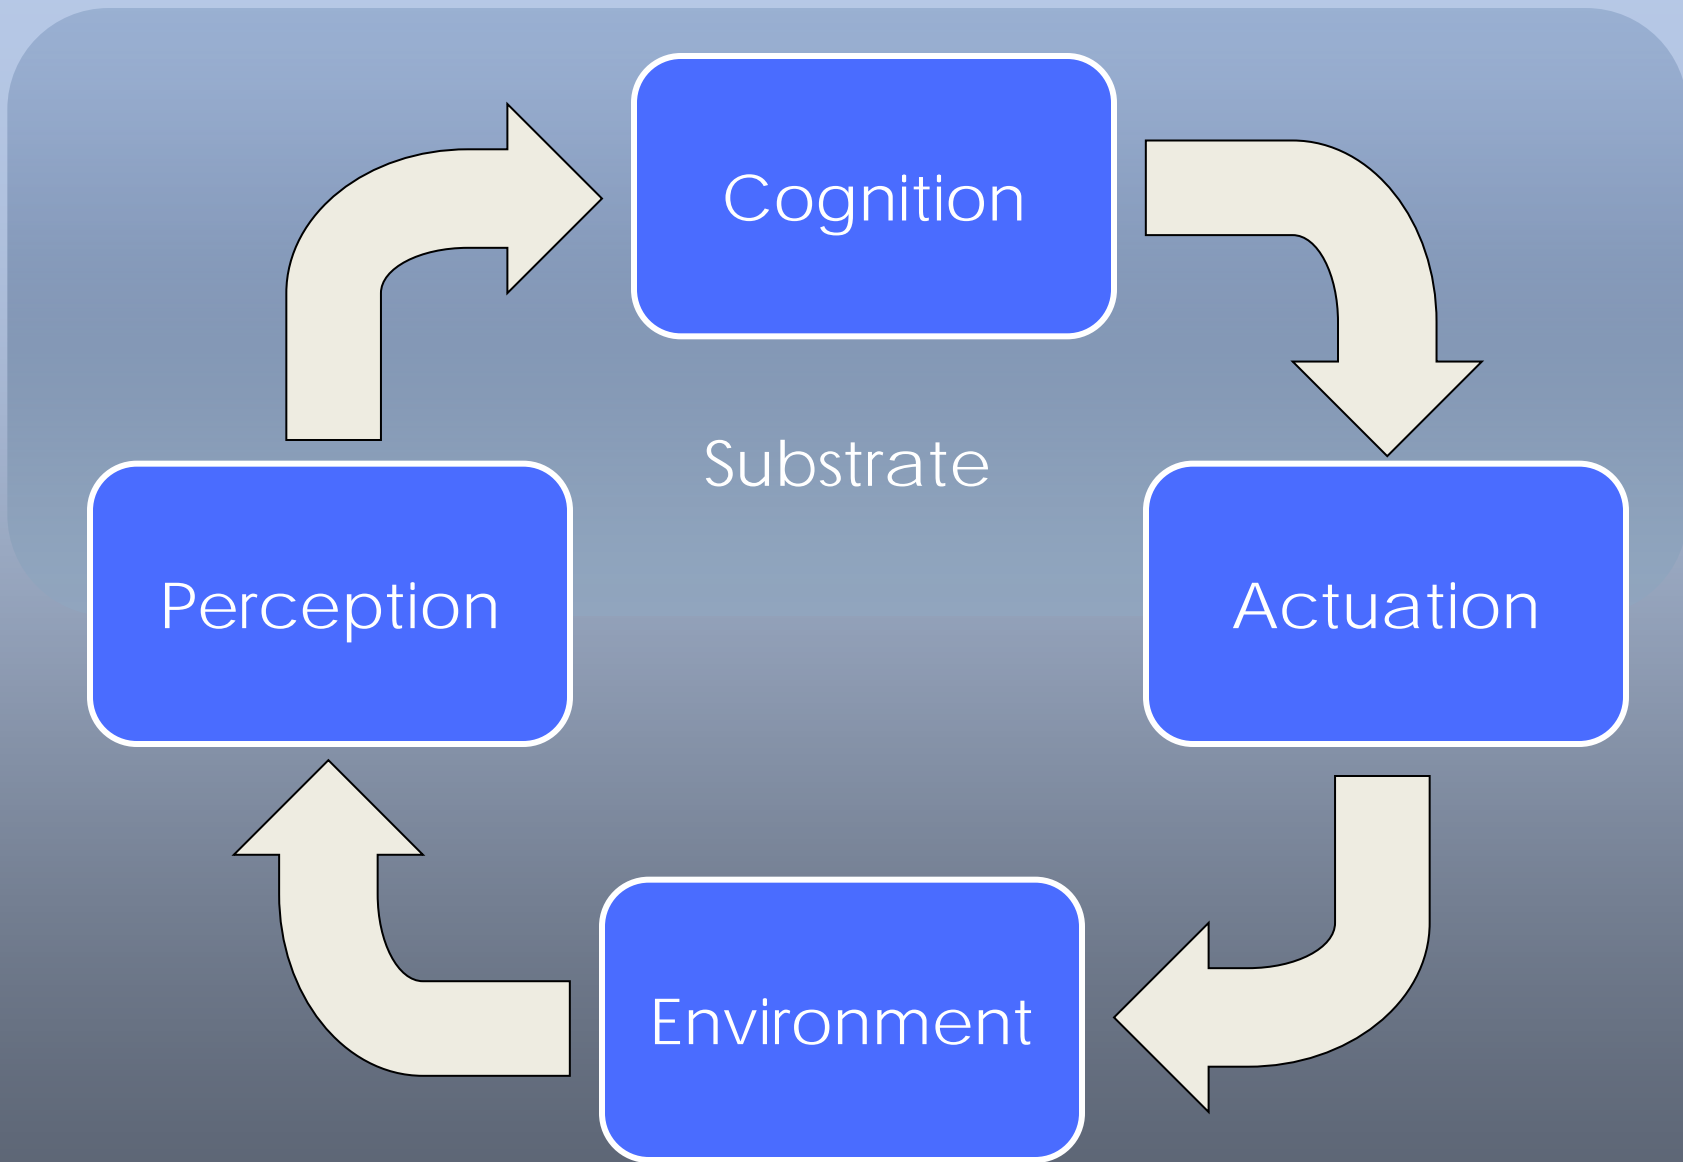 Cognition
Substrate
Perception
Actuation
Environment